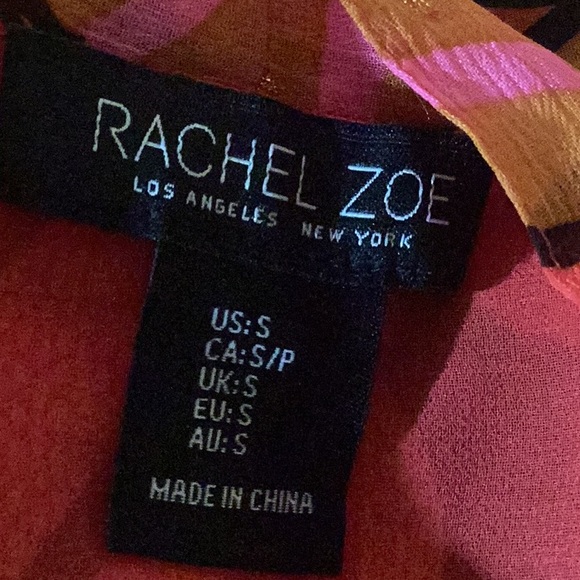 RACHEL ZOE
LOS ANGELES NEW YORK
US: S
CA: S/P
UK: S
EU: S
AU: S
MADE IN CHINA